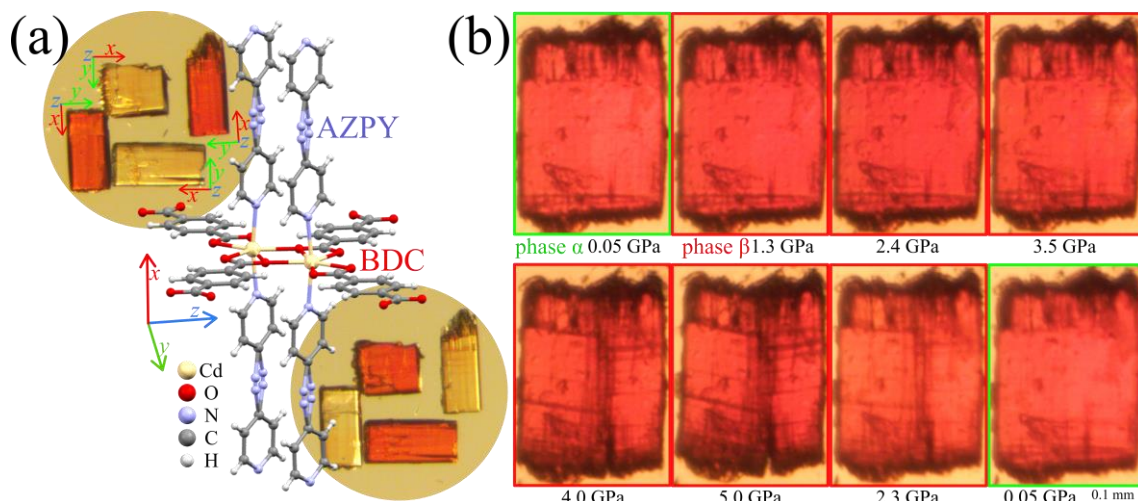 (a)
z x
y
z y
x
x
y z
y
x z
AZPY
BDC
x
z
y
Cd
O
N
C
H
(b)
phase α 0.05 GPa
phase β1.3 GPa
2.4 GPa
3.5 GPa
4.0 GPa
5.0 GPa
2.3 GPa
0.05 GPa 0.1 mm